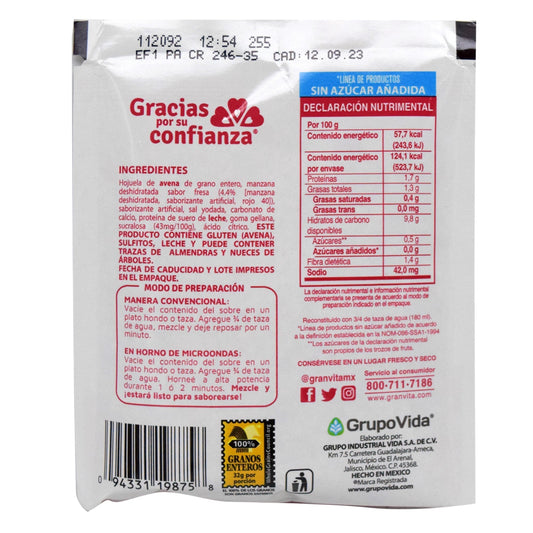 112092 12:54 255
EF1 PA CR 246-35 CAD:12.09.23
Gracias
por su
confianza®
INGREDIENTES
Hojuela de avena de grano entero, manzana
deshidratada sabor fresa (4.4% [manzana
deshidratada, saborizante artificial, rojo 40]),
saborizante artificial, sal yodada, carbonato de
calcio, proteína de suero de leche, goma gellana,
sucralosa (43mg/100g), ácido cítrico. ESTE
PRODUCTO CONTIENE GLUTEN (AVENA),
SULFITOS, LECHE Y PUEDE CONTENER
TRAZAS DE ALMENDRAS Y NUECES DE
ÁRBOLES.
FECHA DE CADUCIDAD Y LOTE IMPRESOS
EN EL EMPAQUE.
MODO DE PREPARACIÓN
MANERA CONVENCIONAL:
Vacie el contenido del sobre en un
plato hondo o taza. Agregue ¾ de taza
de agua, mezcle y deje reposar por un
minuto.
EN HORNO DE MICROONDAS:
Vacie el contenido del sobre en un plato
hondo o taza. Agregue ¾ de taza
de agua. Horneé a alta potencia
durante 1 ó 2 minutos. Mezcle y
¡estará listo para saborearse!
0 94331 19875 8
100%
GRANOS
ENTEROS
32g por
porción
WholeGrainsCouncil.org
EL 100% DE LOS GRANOS
SON GRANOS ENTEROS
*LINEA DE PRODUCTOS
SIN AZÚCAR AÑADIDA
DECLARACIÓN NUTRIMENTAL
Por 100 g
Contenido energético 57,7 kcal
(243,6 kJ)
Contenido energético 124,1 kcal
por envase (523,7 kJ)
Proteínas 1,7 g
Grasas totales 1,3 g
Grasas saturadas 0,4 g
Grasas trans 0,0 mg
Hidratos de carbono 9,8 g
disponibles
Azúcares** 0,5 g
Azúcares añadidos* 0,0 g
Fibra dietética 1,4 g
Sodio 42,0 mg
La declaración nutrimental e información nutrimental
complementaria se presenta de acuerdo al modo de
preparación indicado en el empaque.
Reconstituido con 3/4 de taza de agua (180 ml).
*Linea de productos sin azúcar añadido de acuerdo
a la definición establecida en la NOM-086-SSA1-1994
**Los azúcares de la declaración nutrimental
son propios de los trozos de fruta.
CONSÉRVESE EN UN LUGAR FRESCO Y SECO
@granvitamx
Servicio al consumidor
800-711-7186
www.granvita.com
GrupoVida®
Elaborado por:
GRUPO INDUSTRIAL VIDA S.A. DE C.V.
Km 7.5 Carretera Guadalajara-Ameca,
Municipio de El Arenal,
Jalisco, México. C.P. 45368.
HECHO EN MÉXICO
®Marca Registrada
www.grupovida.com